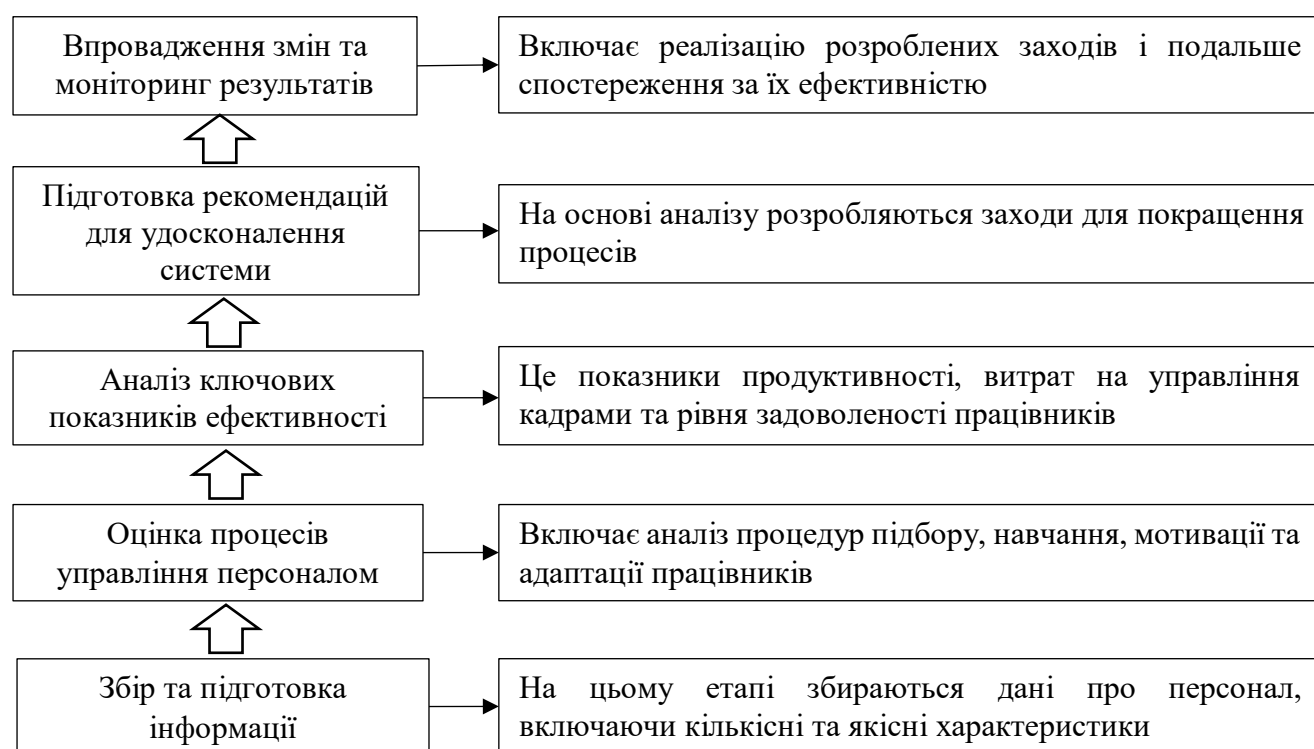 Впровадження змін та
моніторинг результатів
Включає реалізацію розроблених заходів і подальше
спостереження за їх ефективністю
Підготовка рекомендацій
для удосконалення
системи
На основі аналізу розробляються заходи для покращення
процесів
Аналіз ключових
показників ефективності
Це показники продуктивності, витрат на управління
кадрами та рівня задоволеності працівників
Оцінка процесів
управління персоналом
Включає аналіз процедур підбору, навчання, мотивації та
адаптації працівників
Збір та підготовка
інформації
На цьому етапі збираються дані про персонал,
включаючи кількісні та якісні характеристики